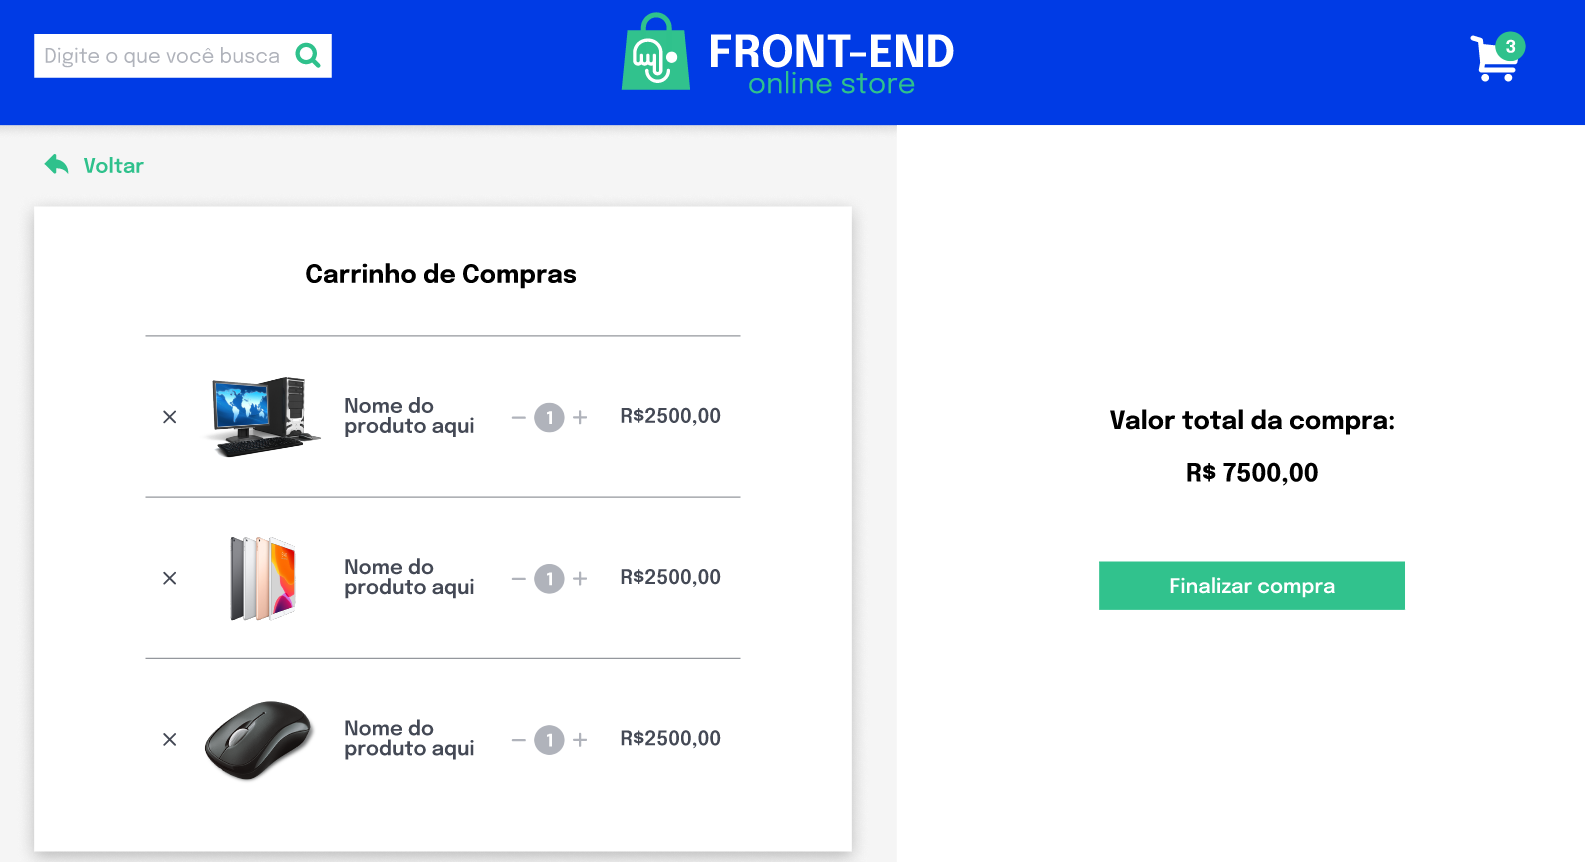 Digite o que você busca
FRONT-END
online store
3
Voltar
Carrinho de Compras
Nome do
produto aqui
1
R$2500,00
Nome do
produto aqui
1
R$2500,00
Nome do
produto aqui
1
R$2500,00
Valor total da compra:
R$ 7500,00
Finalizar compra